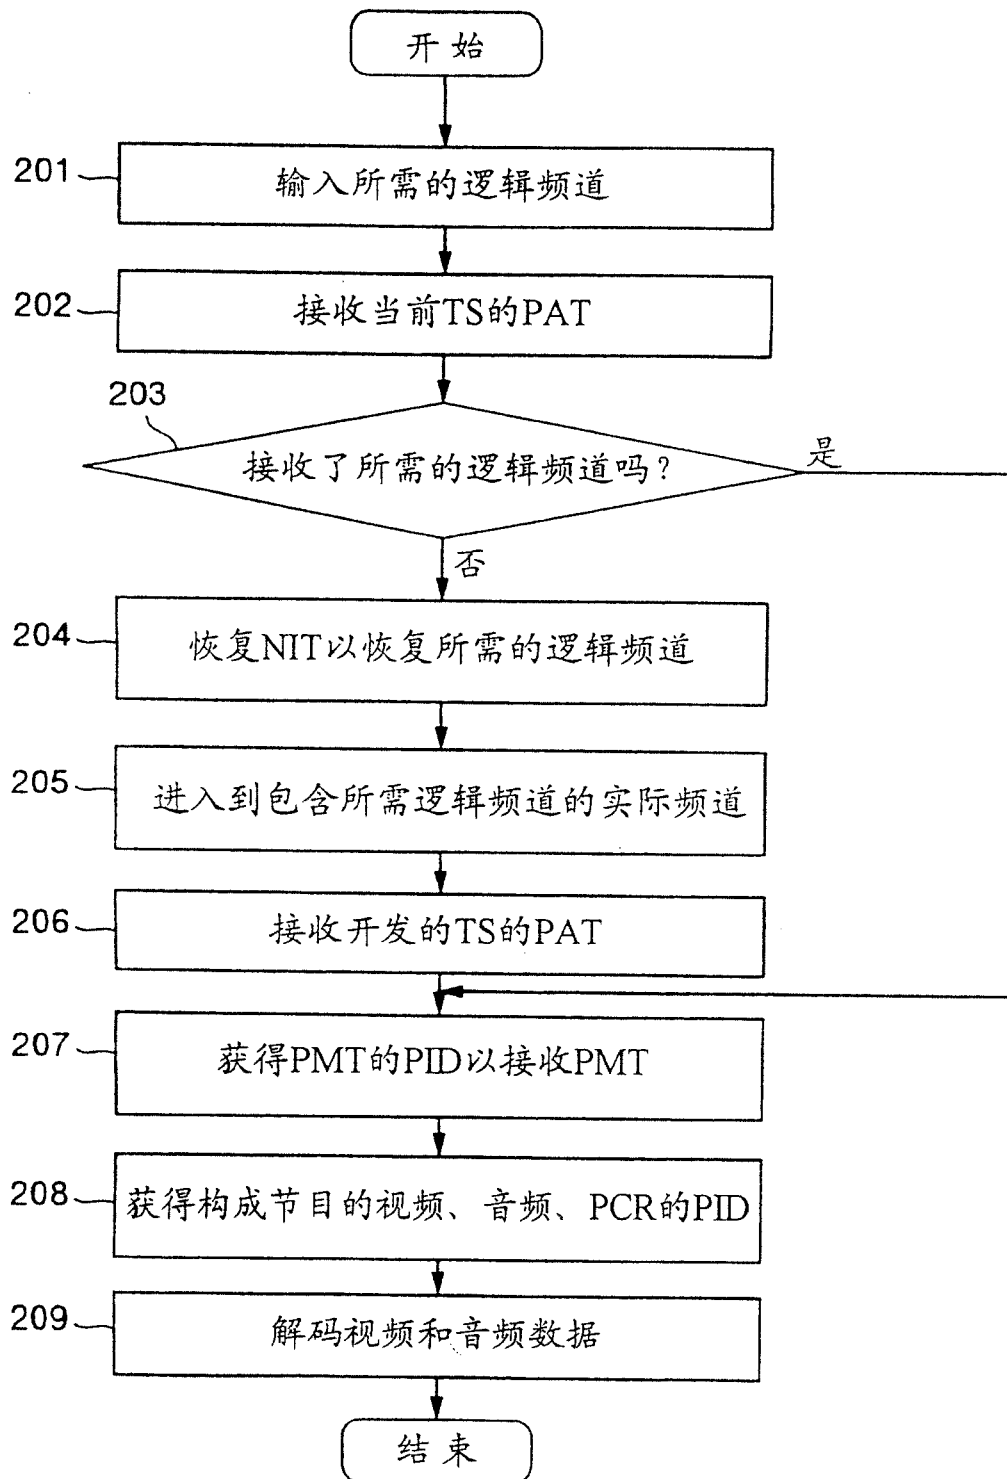 开始
201
输入所需的逻辑频道
202
接收当前TS的PAT
203
接收了所需的逻辑频道吗?
是
否
204
恢复NIT以恢复所需的逻辑频道
205
进入到包含所需逻辑频道的实际频道
206
接收开发的TS的PAT
207
获得PMT的PID以接收PMT
208
获得构成节目的视频、音频、PCR的PID
209
解码视频和音频数据
结束